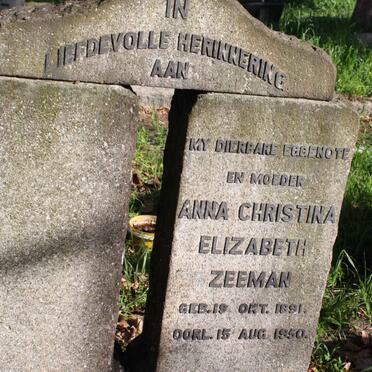 IN
LIEFDEVOLLE HERINNERING
AAN
MY DIERBARE EGGENOTE
EN MOEDER
ANNA CHRISTINA
ELIZABETH
ZEEMAN
GEB. 19 OKT. 1891.
OORL. 15 AUG. 1950.